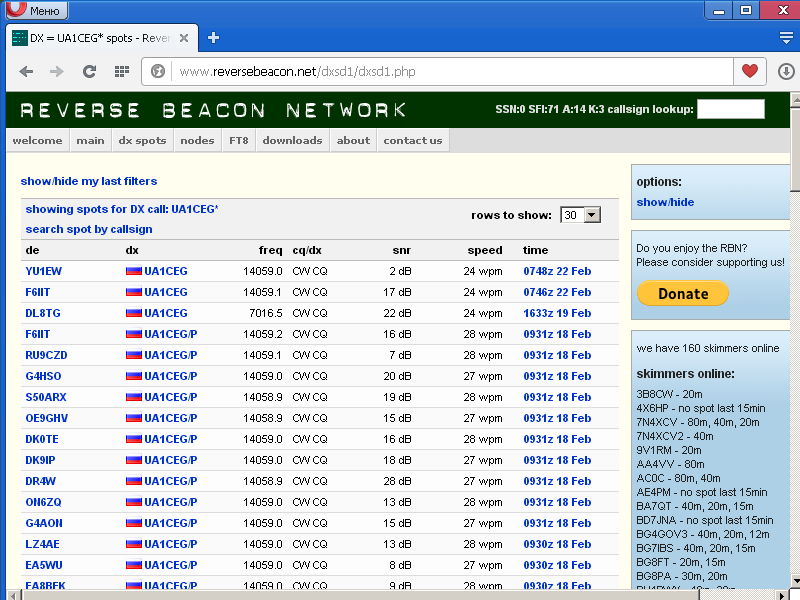 Меню
DX = UA1CEG* spots - Rever
www.reversebeacon.net/dxsd1/dxsd1.php
REVERSE BEACON NETWORK
SSN:0 SFI:71 A:14 K:3 callsign lookup:
welcome main dx spots nodes FT8 downloads about contact us
show/hide my last filters
showing spots for DX call: UA1CEG*
rows to show: 30
search spot by callsign
de dx freq cq/dx snr speed time
YU1EW UA1CEG 14059.0 CW CQ 2 dB 24 wpm 0748z 22 Feb
F6IIT UA1CEG 14059.1 CW CQ 17 dB 24 wpm 0746z 22 Feb
DL8TG UA1CEG 7016.5 CW CQ 22 dB 24 wpm 1633z 19 Feb
F6IIT UA1CEG/P 14059.2 CW CQ 16 dB 28 wpm 0931z 18 Feb
RU9CZD UA1CEG/P 14059.1 CW CQ 7 dB 28 wpm 0931z 18 Feb
G4HSO UA1CEG/P 14059.0 CW CQ 20 dB 27 wpm 0931z 18 Feb
S50ARX UA1CEG/P 14058.9 CW CQ 19 dB 28 wpm 0931z 18 Feb
OE9GHV UA1CEG/P 14058.9 CW CQ 15 dB 27 wpm 0931z 18 Feb
DK0TE UA1CEG/P 14059.0 CW CQ 16 dB 28 wpm 0931z 18 Feb
DK9IP UA1CEG/P 14059.0 CW CQ 18 dB 27 wpm 0931z 18 Feb
DR4W UA1CEG/P 14058.9 CW CQ 28 dB 27 wpm 0931z 18 Feb
ON6ZQ UA1CEG/P 14059.0 CW CQ 13 dB 28 wpm 0931z 18 Feb
G4AON UA1CEG/P 14059.0 CW CQ 15 dB 27 wpm 0931z 18 Feb
LZ4AE UA1CEG/P 14059.0 CW CQ 13 dB 28 wpm 0930z 18 Feb
EA5WU UA1CEG/P 14059.0 CW CQ 8 dB 27 wpm 0930z 18 Feb
EA8BFK UA1CEG/P 14059.0 CW CQ 9 dB 28 wpm 0930z 18 Feb
options:
show/hide
Do you enjoy the RBN?
Please consider supporting us!
Donate
we have 160 skimmers online
skimmers online:
3B8CW - 20m
4X6HP - no spot last 15min
7N4XCV - 80m, 40m, 20m
7N4XCV2 - 40m
9V1RM - 20m
AA4VV - 80m
AC0C - 80m, 40m
AE4PM - no spot last 15min
BA7QT - 40m, 20m, 15m
BD7JNA - no spot last 15min
BG4GOV3 - 40m, 20m, 12m
BG7IBS - 40m, 20m, 15m
BG8FT - 20m, 15m
BG8PA - 30m, 20m